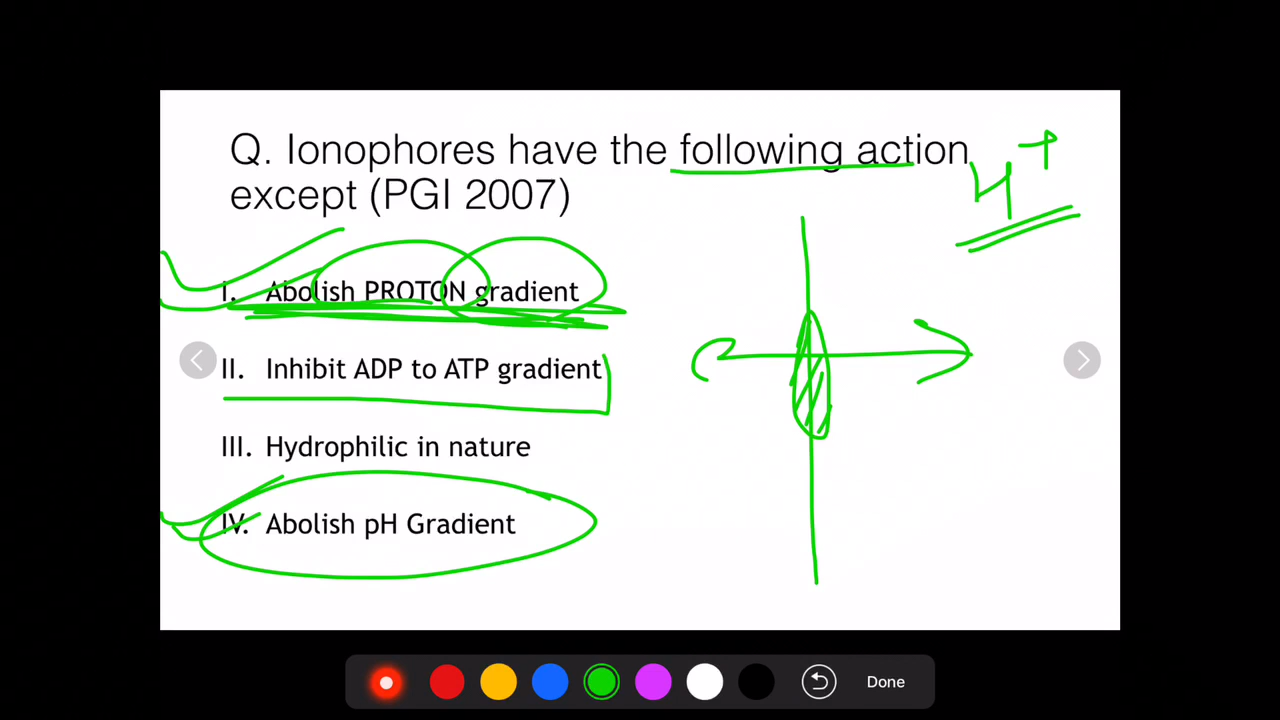 Q. Ionophores have the following action
except (PGI 2007)
H+
I. Abolish PROTON gradient
II. Inhibit ADP to ATP gradient
III. Hydrophilic in nature
IV. Abolish pH Gradient
Done